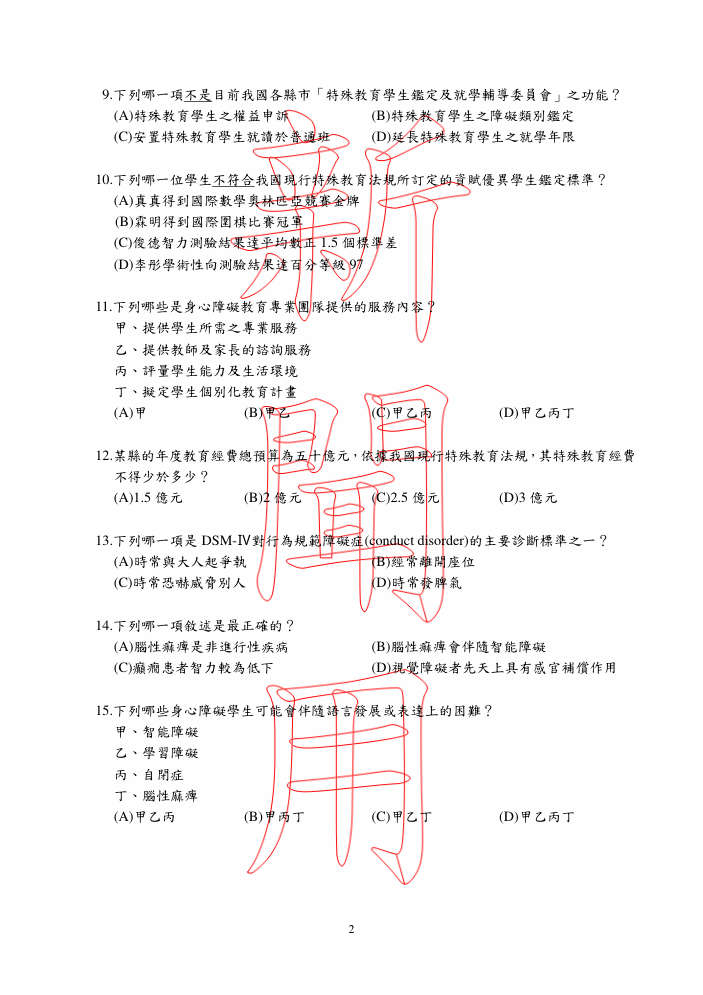 9.下列哪一項不是目前我國各縣市「特殊教育學生鑑定及就學輔導委員會」之功能？
(A)特殊教育學生之權益申訴 (B)特殊教育學生之障礙類別鑑定
(C)安置特殊教育學生就讀於普通班 (D)延長特殊教育學生之就學年限
10.下列哪一位學生不符合我國現行特殊教育法規所訂定的資賦優異學生鑑定標準？
(A)真真得到國際數學奧林匹亞競賽金牌
(B)霖明得到國際圍棋比賽冠軍
(C)俊德智力測驗結果達平均數正 1.5 個標準差
(D)李彤學術性向測驗結果達百分等級 97
11.下列哪些是身心障礙教育專業團隊提供的服務內容？
甲、提供學生所需之專業服務
乙、提供教師及家長的諮詢服務
丙、評量學生能力及生活環境
丁、擬定學生個別化教育計畫
(A)甲 (B)甲乙 (C)甲乙丙 (D)甲乙丙丁
12.某縣的年度教育經費總預算為五十億元，依據我國現行特殊教育法規，其特殊教育經費
不得少於多少？
(A)1.5 億元 (B)2 億元 (C)2.5 億元 (D)3 億元
13.下列哪一項是 DSM-Ⅳ對行為規範障礙症(conduct disorder)的主要診斷標準之一？
(A)時常與大人起爭執 (B)經常離開座位
(C)時常恐嚇威脅別人 (D)時常發脾氣
14.下列哪一項敘述是最正確的？
(A)腦性痲痺是非進行性疾病 (B)腦性痲痺會伴隨智能障礙
(C)癲癇患者智力較為低下 (D)視覺障礙者先天上具有感官補償作用
15.下列哪些身心障礙學生可能會伴隨語言發展或表達上的困難？
甲、智能障礙
乙、學習障礙
丙、自閉症
丁、腦性麻痺
(A)甲乙丙 (B)甲丙丁 (C)甲乙丁 (D)甲乙丙丁
2